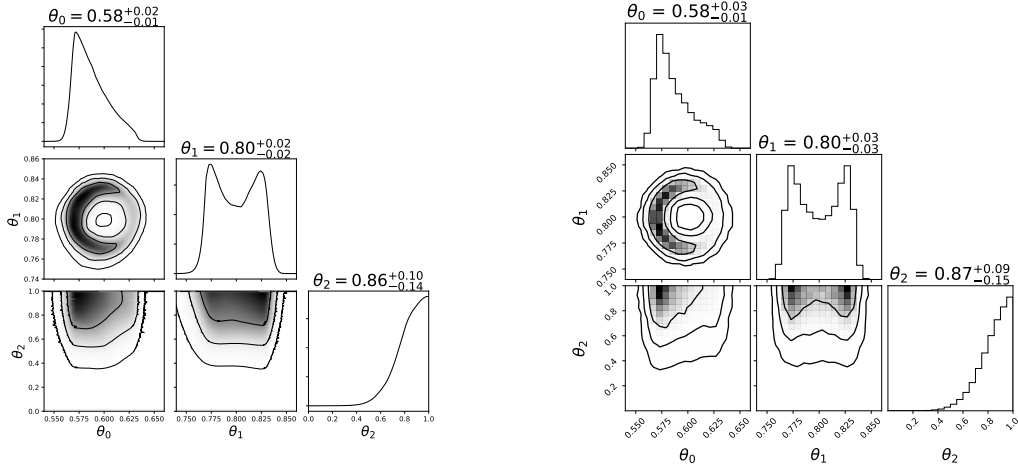 θ₀ = 0.58⁺⁰·⁰²₋₀.₀₁
θ₁ = 0.80⁺⁰·⁰²₋₀.₀₂
0.86
0.84
0.82
0.80
0.78
0.76
0.74
θ₁
θ₂ = 0.86⁺⁰·¹⁰₋₀.₁₄
1.0
0.8
0.6
0.4
0.2
0.0
θ₂
0.550 0.575 0.600 0.625 0.650
θ₀
0.750 0.775 0.800 0.825 0.850
θ₁
0.0 0.2 0.4 0.6 0.8 1.0
θ₂
θ₀ = 0.58⁺⁰·⁰³₋₀.₀₁
θ₁ = 0.80⁺⁰·⁰³₋₀.₀₃
0.850
0.825
0.800
0.775
0.750
θ₁
θ₂ = 0.87⁺⁰·⁰⁹₋₀.₁₅
1.0
0.8
0.6
0.4
0.2
θ₂
0.550 0.575 0.600 0.625 0.650
θ₀
0.750 0.775 0.800 0.825 0.850
θ₁
0.2 0.4 0.6 0.8 1.0
θ₂